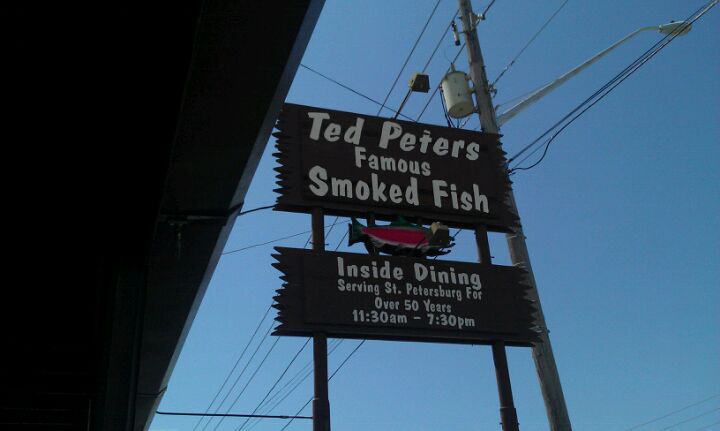 Ted Peters
Famous
Smoked Fish
Inside Dining
Serving St. Petersburg For
Over 50 Years
11:30am - 7:30pm